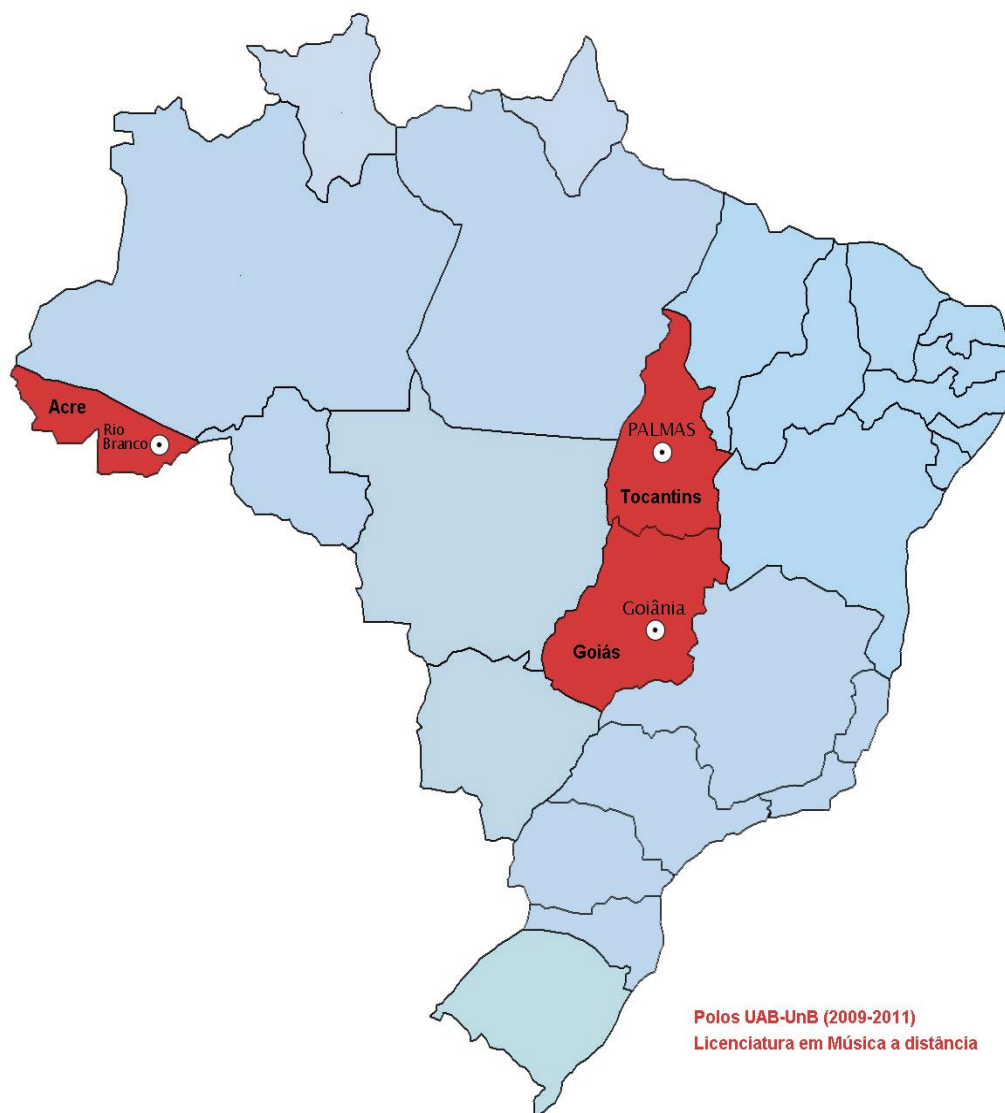 Acre
Rio
Branco
PALMAS
Tocantins
Goiânia
Goiás
Polos UAB-UnB (2009-2011)
Licenciatura em Música a distância